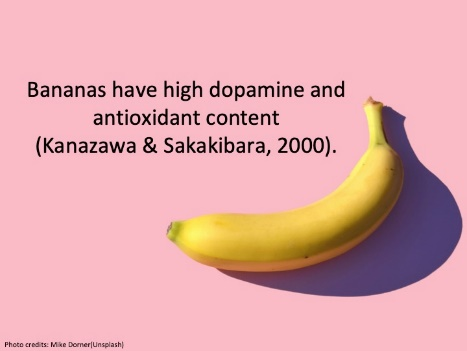 Bananas have high dopamine and
antioxidant content
(Kanazawa & Sakakibara, 2000).
Photo credits: Mike Dorner(Unsplash)